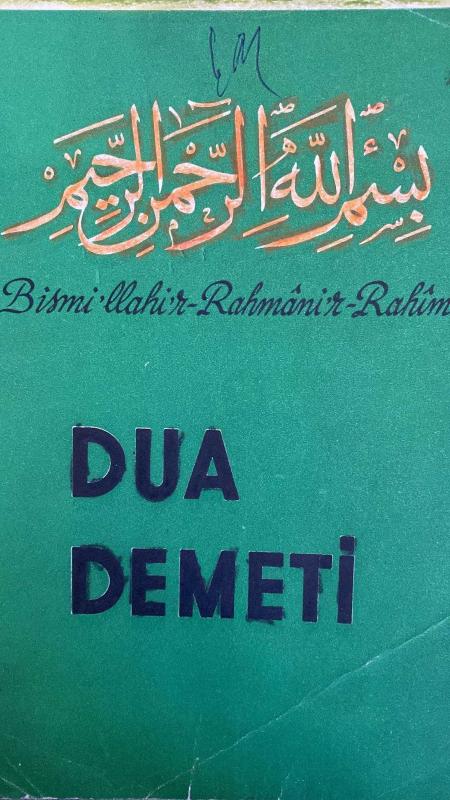 بسم الله الرحمن الرحيم
Bismi'llahi'r-Rahmâni'r-Rahîm
DUA
DEMETİ